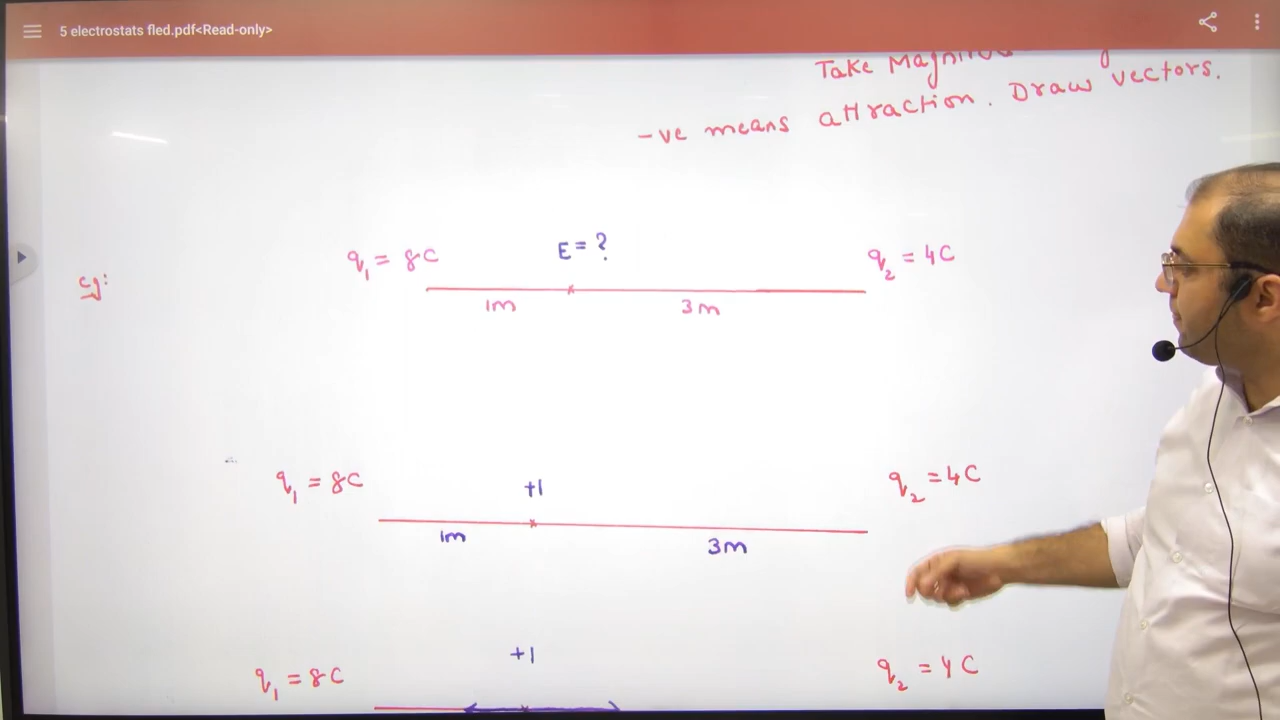 5 electrostats fled.pdf<Read-only>
Take
-ve means attraction. Draw vectors.
eg:
q₁ = 8C
E = ?
q₂ = 4C
1m
3m
q₁ = 8C
+1
q₂ = 4C
1m
3m
q₁ = 8C
+1
q₂ = 4C